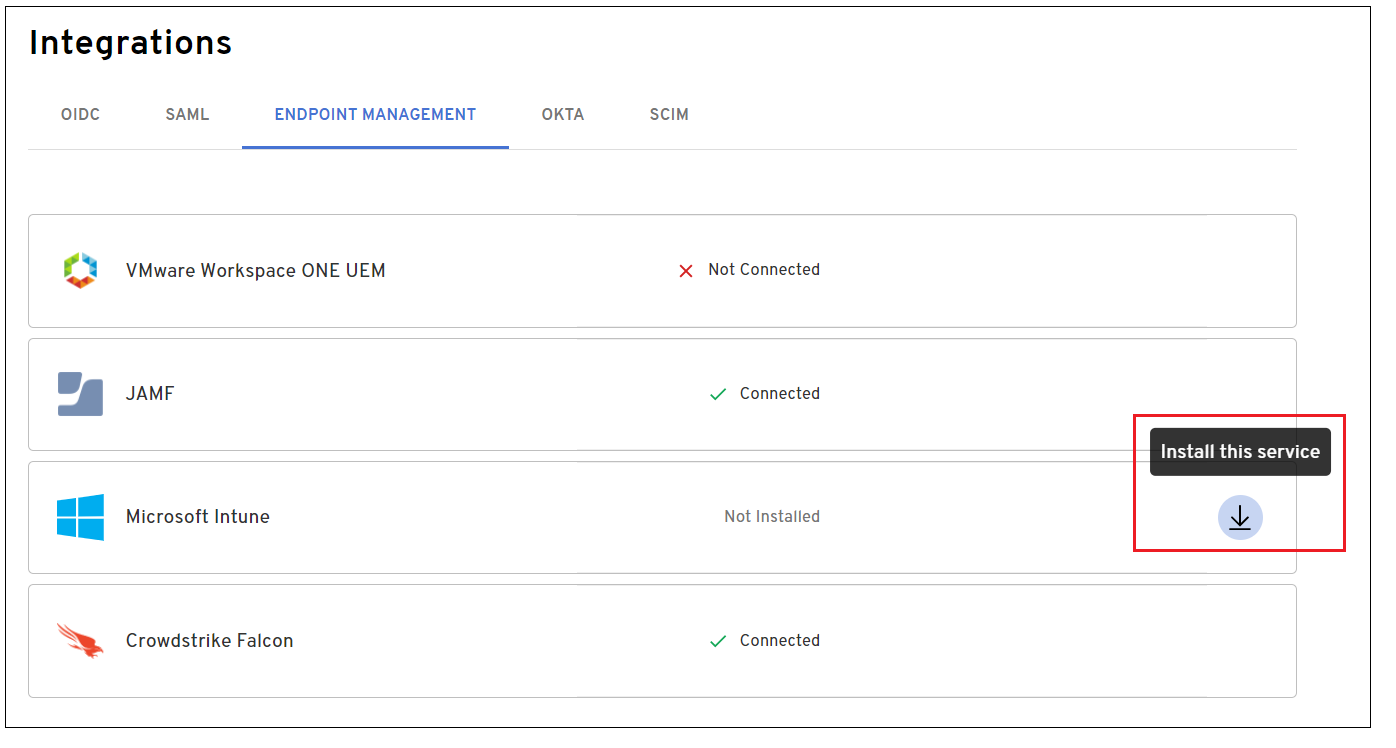 Integrations
OIDC SAML ENDPOINT MANAGEMENT OKTA SCIM
VMware Workspace ONE UEM Not Connected
JAMF Connected
Install this service
Microsoft Intune Not Installed
Crowdstrike Falcon Connected